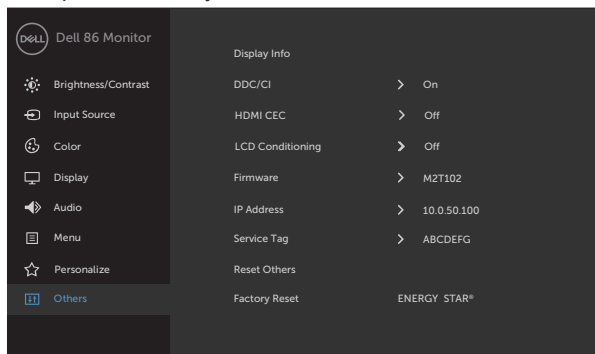 DELL Dell 86 Monitor
Display Info
Brightness/Contrast DDC/CI On
Input Source HDMI CEC Off
Color LCD Conditioning Off
Display Firmware M2T102
Audio IP Address 10.0.50.100
Menu Service Tag ABCDEFG
Personalize Reset Others
Others Factory Reset ENERGY STAR®